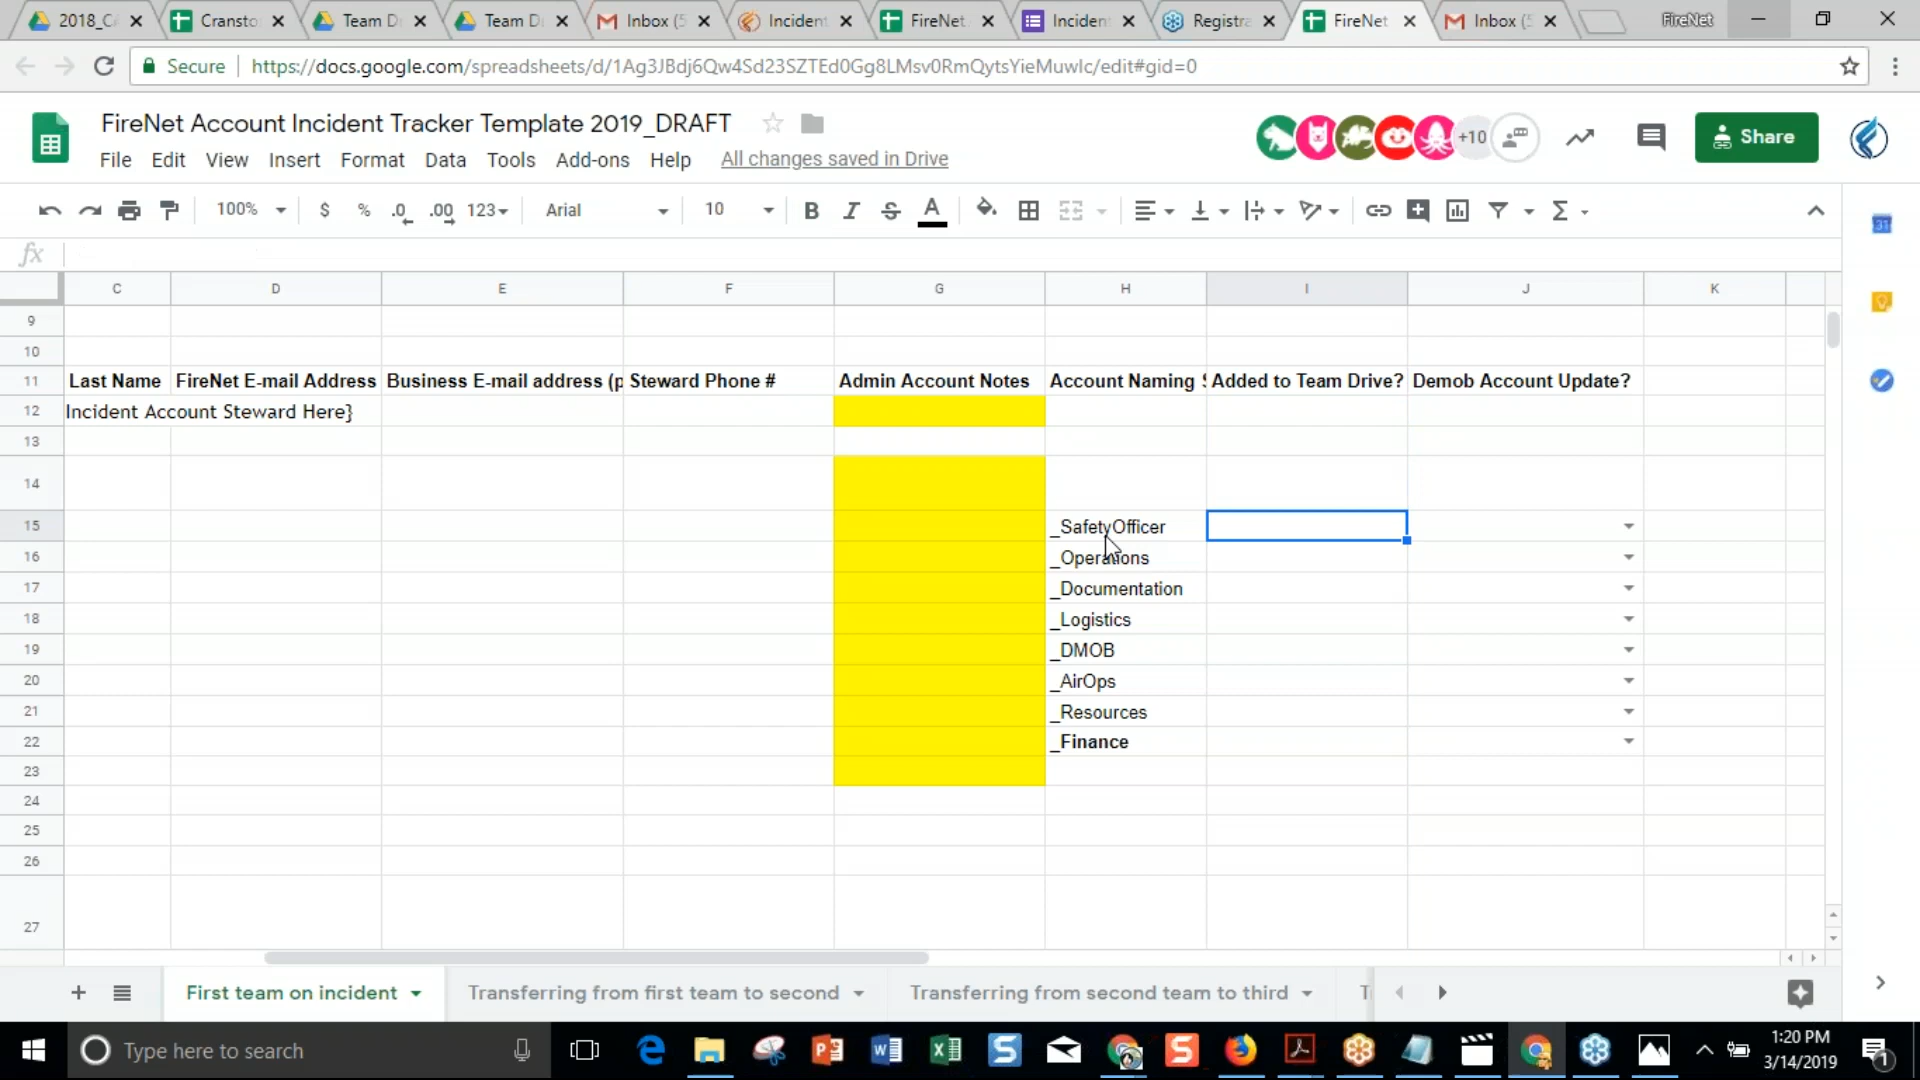 2018_CA
Cransto
Team D
Team D
Inbox (5
Incident
FireNet
Incident
Registra
FireNet
Inbox (5
FireNet
Secure
https://docs.google.com/spreadsheets/d/1Ag3JBdj6Qw4Sd23SZTEd0Gg8LMsv0RmQytsYieMuwIc/edit#gid=0
FireNet Account Incident Tracker Template 2019_DRAFT
+10
Share
File Edit View Insert Format Data Tools Add-ons Help All changes saved in Drive
100% $ % .0 .00 123 Arial 10 B I S A
31
fx
C D E F G H I J K
9
10
11 Last Name FireNet E-mail Address Business E-mail address (p Steward Phone # Admin Account Notes Account Naming S Added to Team Drive? Demob Account Update?
12 Incident Account Steward Here}
13
14
15 _SafetyOfficer
16 _Operations
17 _Documentation
18 _Logistics
19 _DMOB
20 _AirOps
21 _Resources
22 _Finance
23
24
25
26
27
First team on incident Transferring from first team to second Transferring from second team to third
Type here to search
1:20 PM
3/14/2019
1